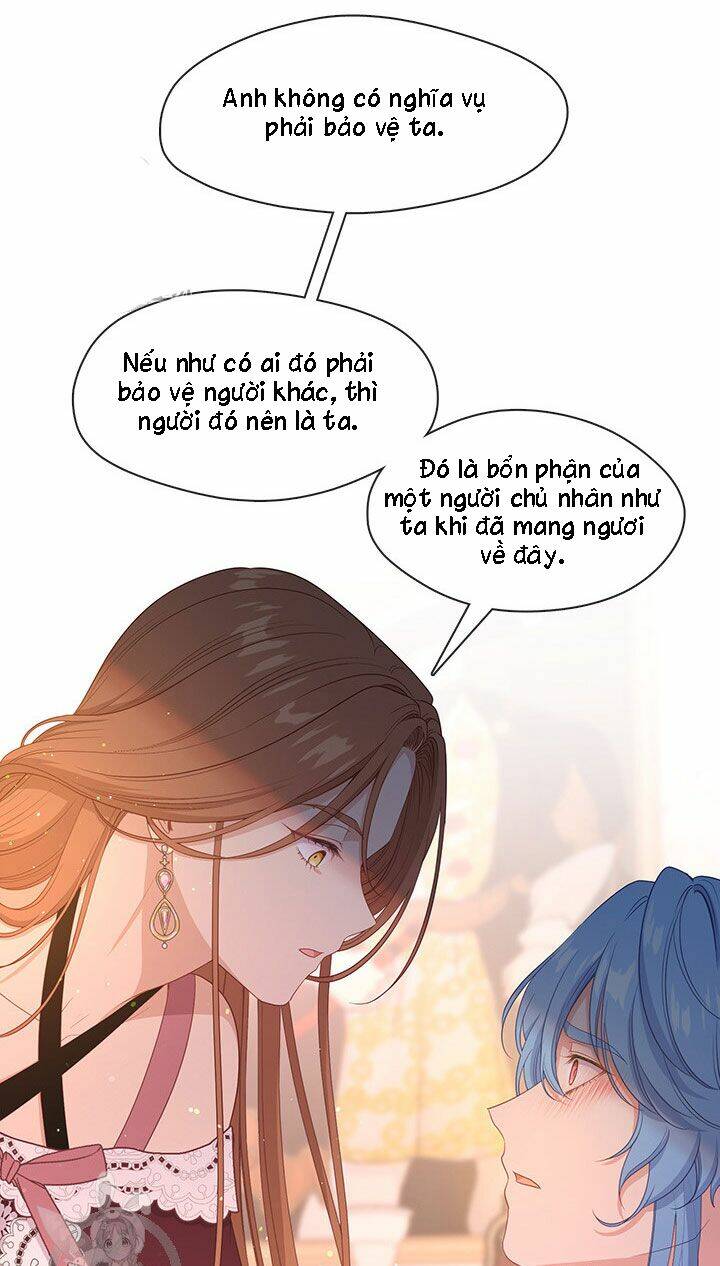 Anh không có nghĩa vụ
phải bảo vệ ta.
Nếu như có ai đó phải
bảo vệ người khác, thì
người đó nên là ta.
Đó là bổn phận của
một người chủ nhân như
ta khi đã mang ngươi
về đây.